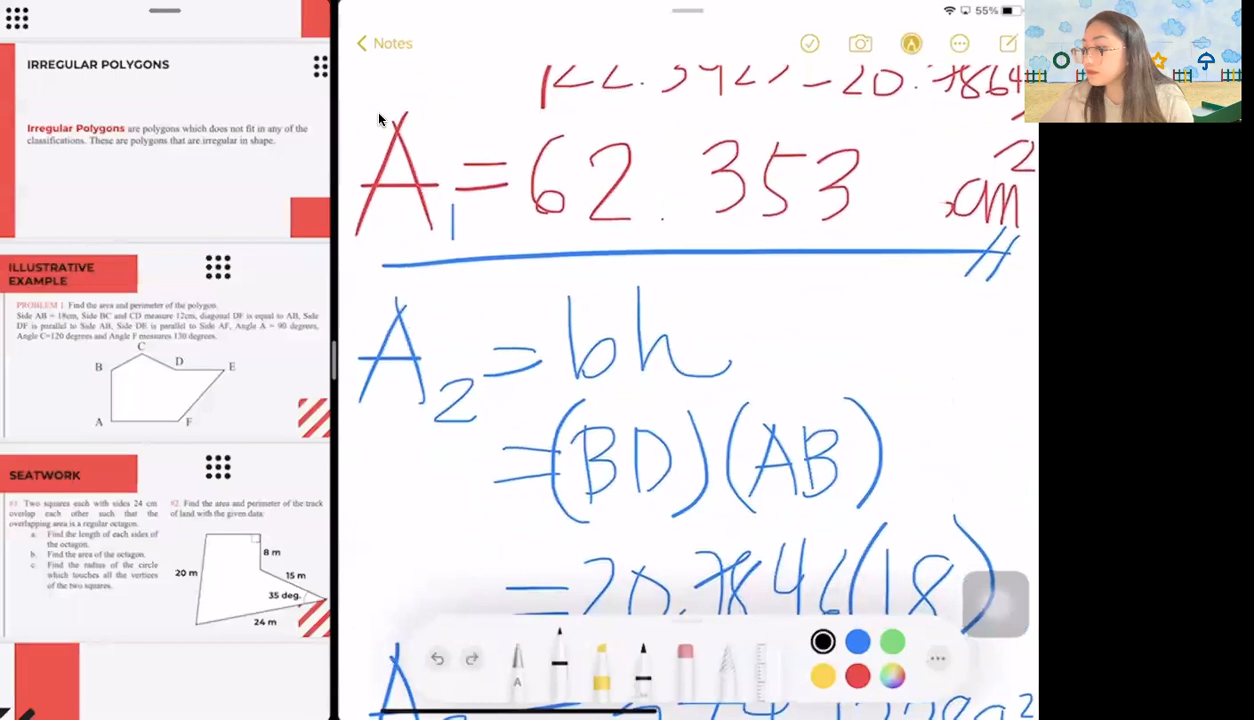 IRREGULAR POLYGONS
Irregular Polygons are polygons which does not fit in any of the
classifications. These are polygons that are irregular in shape.
ILLUSTRATIVE
EXAMPLE
PROBLEM 1. Find the area and perimeter of the polygon.
Side AB = 18cm, Side BC and CD measure 12cm, diagonal DF is equal to AB, Side
DF is parallel to Side AB, Side DE is parallel to Side AF, Angle A = 90 degrees,
Angle C=120 degrees and Angle F measures 130 degrees.
C
B
D
E
A
F
SEATWORK
#1 Two squares each with sides 24 cm
overlap each other such that the
overlapping area is a regular octagon.
a. Find the length of each sides of
the octagon.
b. Find the area of the octagon.
c. Find the radius of the circle
which touches all the vertices
of the two squares.
#2 Find the area and perimeter of the track
of land with the given data:
8 m
20 m
15 m
35 deg.
24 m
Notes
55%
A1 = 62.353 cm2
A2 = bh
= (BD)(AB)
= 20.7846(18)
A